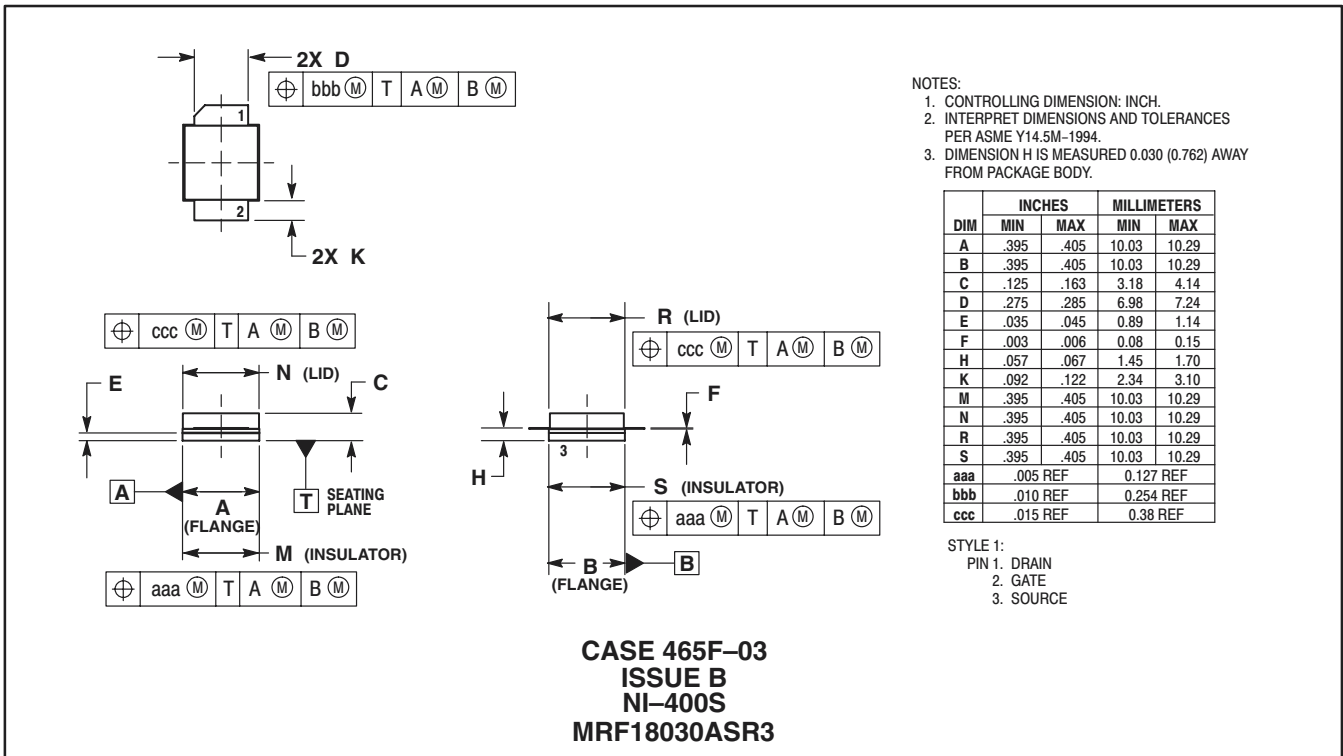 2X D
⌖ bbb Ⓜ T A Ⓜ B Ⓜ
1
2
2X K
⌖ ccc Ⓜ T A Ⓜ B Ⓜ
N (LID)
E
C
A
A
(FLANGE)
T SEATING
PLANE
M (INSULATOR)
⌖ aaa Ⓜ T A Ⓜ B Ⓜ
R (LID)
⌖ ccc Ⓜ T A Ⓜ B Ⓜ
F
3
H
S (INSULATOR)
⌖ aaa Ⓜ T A Ⓜ B Ⓜ
B
(FLANGE)
B
NOTES:
1. CONTROLLING DIMENSION: INCH.
2. INTERPRET DIMENSIONS AND TOLERANCES
PER ASME Y14.5M–1994.
3. DIMENSION H IS MEASURED 0.030 (0.762) AWAY
FROM PACKAGE BODY.
INCHES MILLIMETERS
DIM MIN MAX MIN MAX
A .395 .405 10.03 10.29
B .395 .405 10.03 10.29
C .125 .163 3.18 4.14
D .275 .285 6.98 7.24
E .035 .045 0.89 1.14
F .003 .006 0.08 0.15
H .057 .067 1.45 1.70
K .092 .122 2.34 3.10
M .395 .405 10.03 10.29
N .395 .405 10.03 10.29
R .395 .405 10.03 10.29
S .395 .405 10.03 10.29
aaa .005 REF 0.127 REF
bbb .010 REF 0.254 REF
ccc .015 REF 0.38 REF
STYLE 1:
PIN 1. DRAIN
2. GATE
3. SOURCE
CASE 465F–03
ISSUE B
NI–400S
MRF18030ASR3